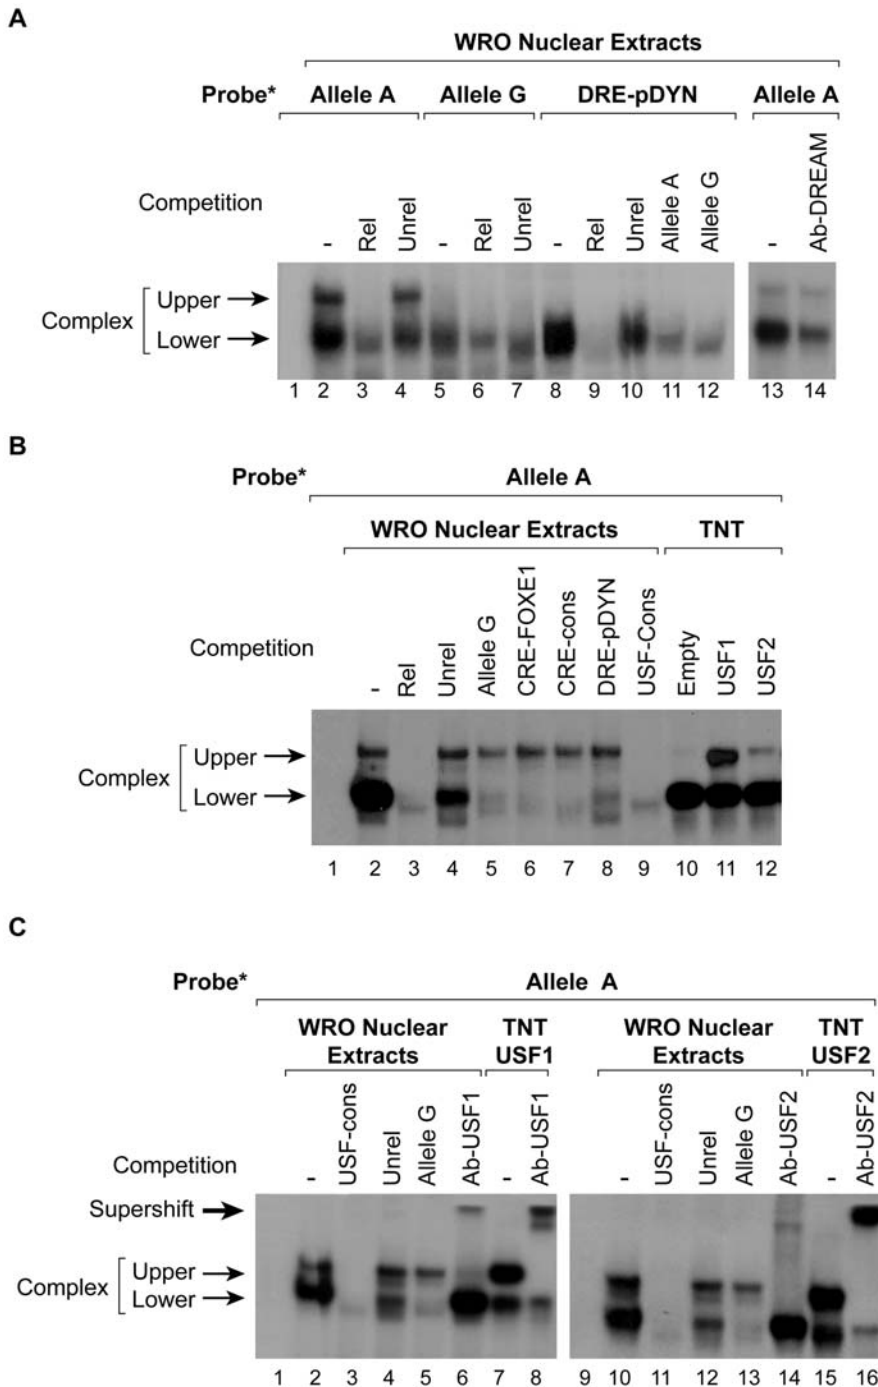 A
WRO Nuclear Extracts
Probe* Allele A Allele G DRE-pDYN Allele A
Competition - Rel Unrel - Rel Unrel - Rel Unrel Allele A Allele G - Ab-DREAM
Complex Upper
Lower
1 2 3 4 5 6 7 8 9 10 11 12 13 14
B
Probe* Allele A
WRO Nuclear Extracts TNT
Competition - Rel Unrel Allele G CRE-FOXE1 CRE-cons DRE-pDYN USF-Cons Empty USF1 USF2
Complex Upper
Lower
1 2 3 4 5 6 7 8 9 10 11 12
C
Probe* Allele A
WRO Nuclear Extracts TNT USF1 WRO Nuclear Extracts TNT USF2
Competition - USF-cons Unrel Allele G Ab-USF1 - Ab-USF1 - USF-cons Unrel Allele G Ab-USF2 - Ab-USF2
Supershift
Complex Upper
Lower
1 2 3 4 5 6 7 8 9 10 11 12 13 14 15 16